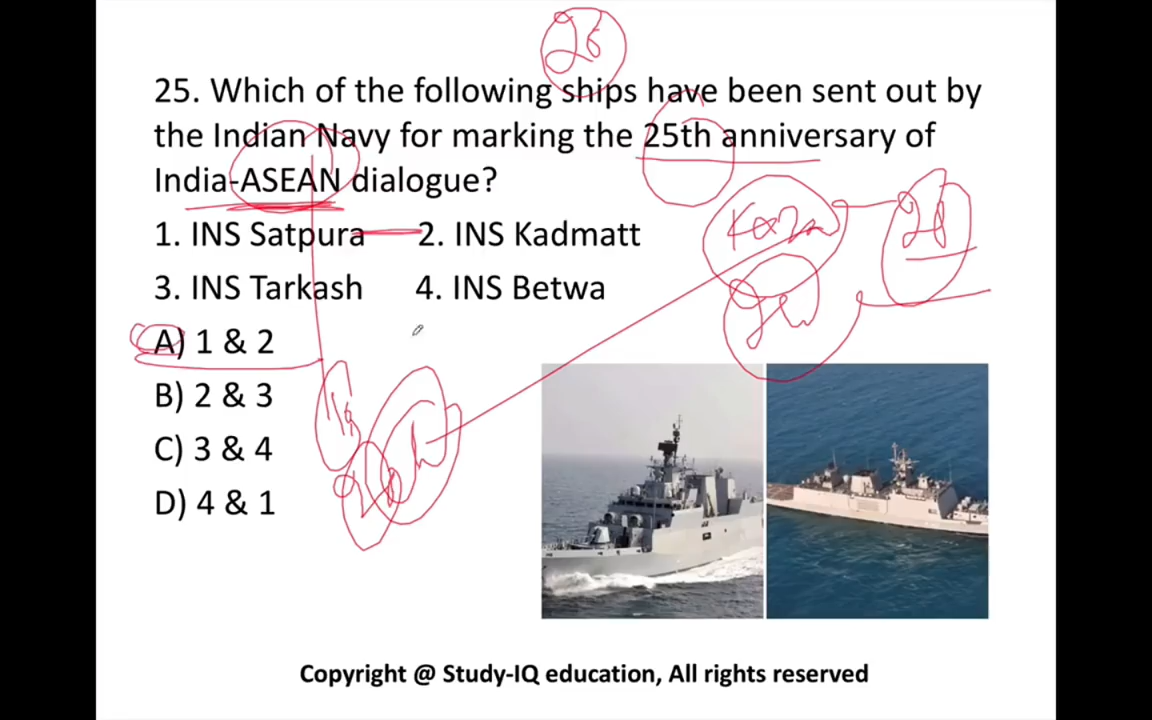 25. Which of the following ships have been sent out by
the Indian Navy for marking the 25th anniversary of
India-ASEAN dialogue?
1. INS Satpura 2. INS Kadmatt
3. INS Tarkash 4. INS Betwa
A) 1 & 2
B) 2 & 3
C) 3 & 4
D) 4 & 1
Copyright @ Study-IQ education, All rights reserved